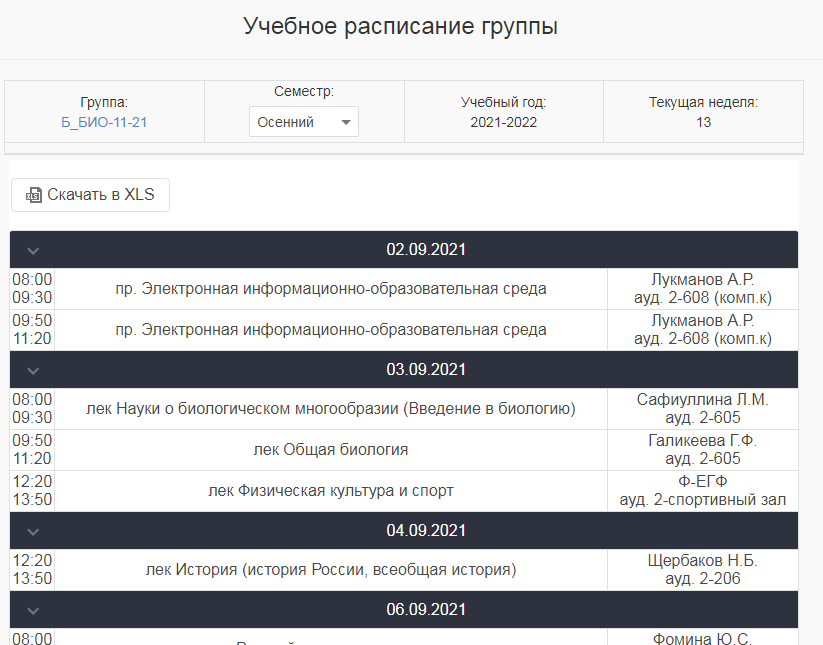 Учебное расписание группы
Группа:
Б_БИО-11-21
Семестр:
Осенний
Учебный год:
2021-2022
Текущая неделя:
13
Скачать в XLS
02.09.2021
08:00
09:30
пр. Электронная информационно-образовательная среда
Лукманов А.Р.
ауд. 2-608 (комп.к)
09:50
11:20
пр. Электронная информационно-образовательная среда
Лукманов А.Р.
ауд. 2-608 (комп.к)
03.09.2021
08:00
09:30
лек Науки о биологическом многообразии (Введение в биологию)
Сафиуллина Л.М.
ауд. 2-605
09:50
11:20
лек Общая биология
Галикеева Г.Ф.
ауд. 2-605
12:20
13:50
лек Физическая культура и спорт
Ф-ЕГФ
ауд. 2-спортивный зал
04.09.2021
12:20
13:50
лек История (история России, всеобщая история)
Щербаков Н.Б.
ауд. 2-206
06.09.2021
08:00
Фомина Ю.С.